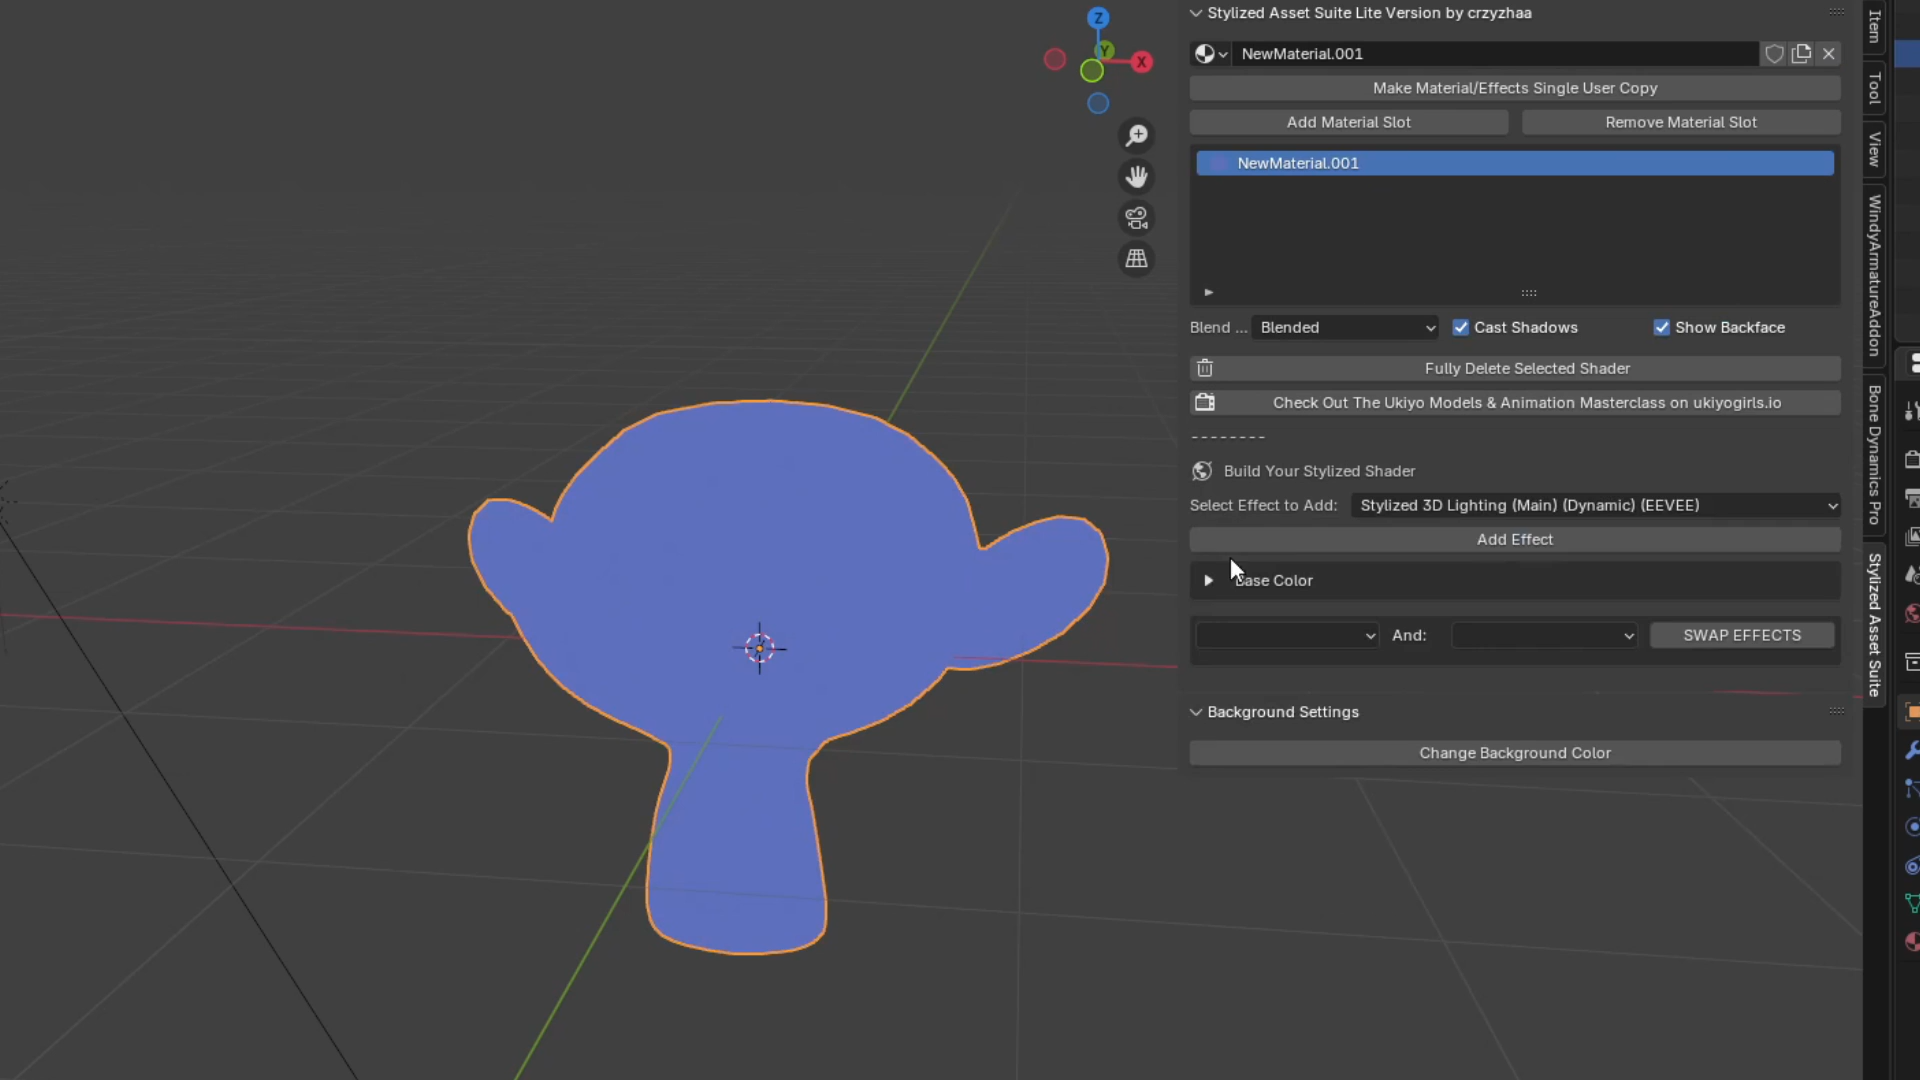 Stylized Asset Suite Lite Version by crzyzhaa
NewMaterial.001
Make Material/Effects Single User Copy
Add Material Slot
Remove Material Slot
NewMaterial.001
Blend ...
Blended
Cast Shadows
Show Backface
Fully Delete Selected Shader
Check Out The Ukiyo Models & Animation Masterclass on ukiyogirls.io
--------
Build Your Stylized Shader
Select Effect to Add:
Stylized 3D Lighting (Main) (Dynamic) (EEVEE)
Add Effect
Base Color
And:
SWAP EFFECTS
Background Settings
Change Background Color
Z
Y
X
Item
Tool
View
WindyArmatureAddon
Bone Dynamics Pro
Stylized Asset Suite